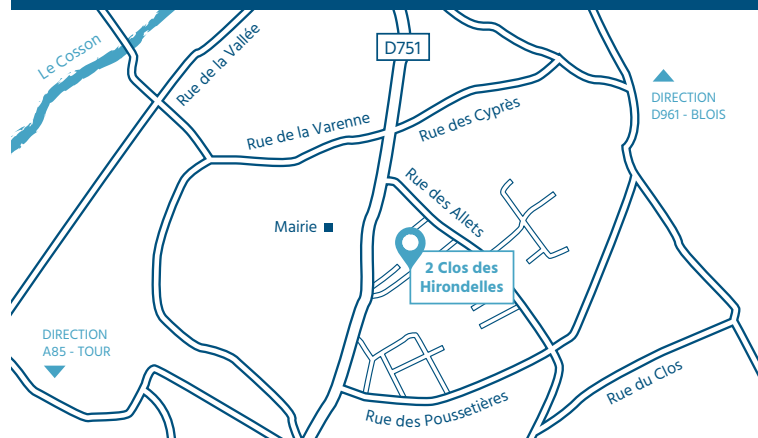 Le Cosson
Rue de la Vallée
D751
Rue de la Varenne
Rue des Cyprès
DIRECTION
D961 - BLOIS
Rue des Allets
Mairie
2 Clos des
Hirondelles
DIRECTION
A85 - TOUR
Rue des Poussetières
Rue du Clos